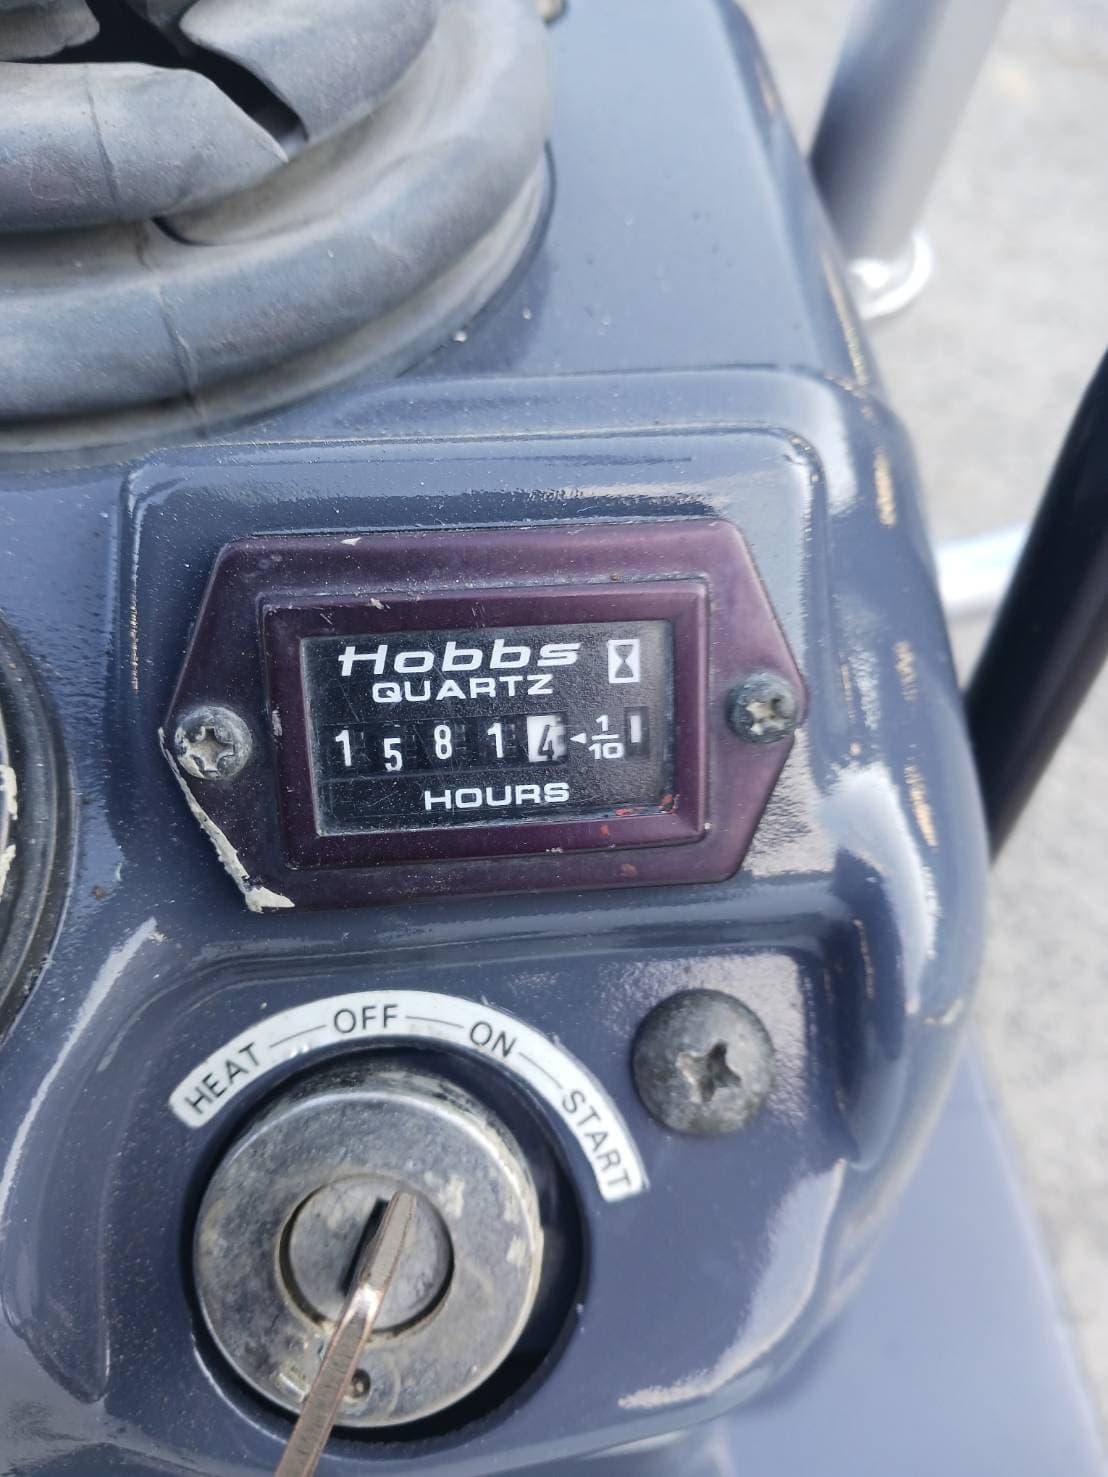 Hobbs
QUARTZ
1 5 8 1 4 ◄ 1/10
HOURS
HEAT — OFF — ON — START